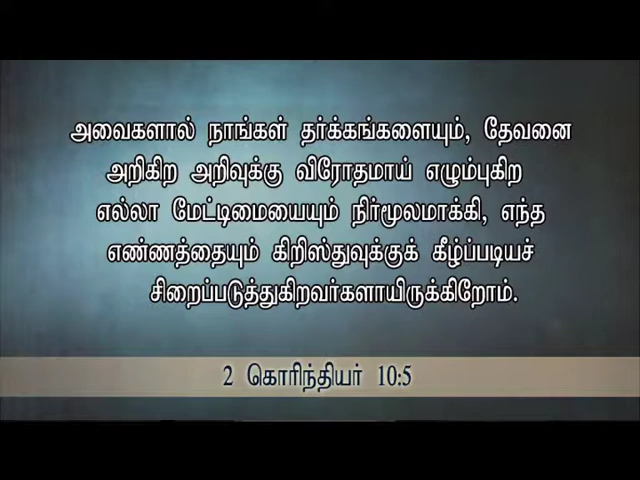 அவைகளால் நாங்கள் தர்க்கங்களையும், தேவனை
அறிகிற அறிவுக்கு விரோதமாய் எழும்புகிற
எல்லா மேட்டிமையையும் நிர்மூலமாக்கி, எந்த
எண்ணத்தையும் கிறிஸ்துவுக்குக் கீழ்ப்படியச்
சிறைப்படுத்துகிறவர்களாயிருக்கிறோம்.
2 கொரிந்தியர் 10:5